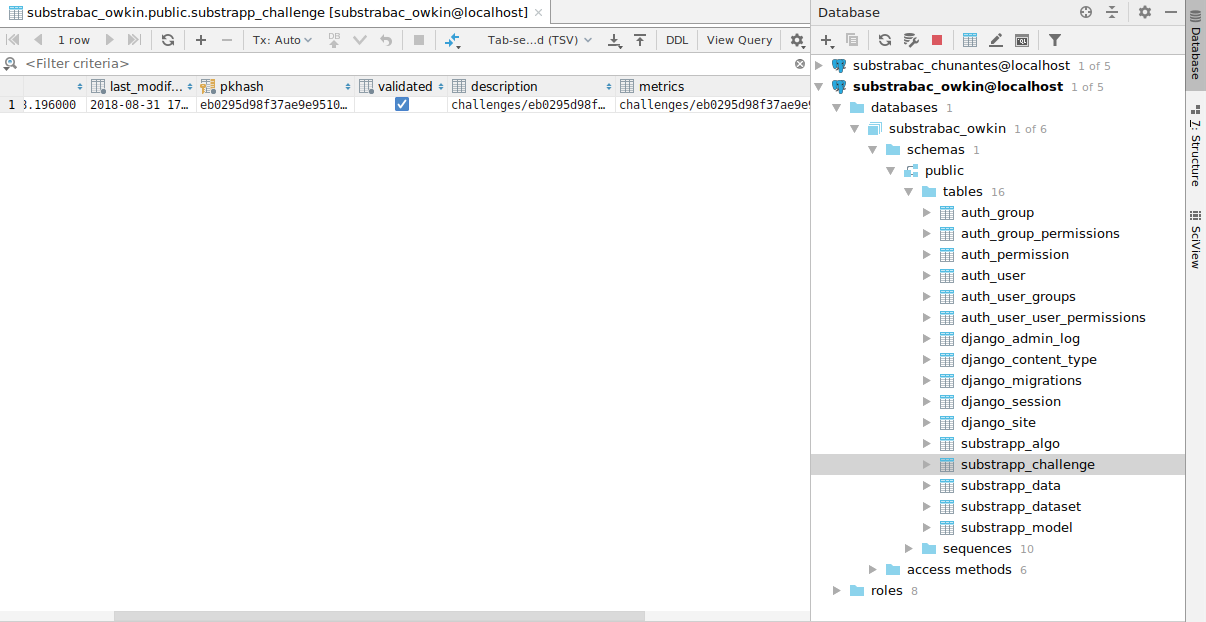 substrabac_owkin.public.substrapp_challenge [substrabac_owkin@localhost]
1 row Tx: Auto DB Tab-se...d (TSV) DDL View Query
<Filter criteria>
last_modif... pkhash validated description metrics
1 3.196000 2018-08-31 17... eb0295d98f37ae9e9510... challenges/eb0295d98f... challenges/eb0295d98f37ae9e9
Database
substrabac_chunantes@localhost 1 of 5
substrabac_owkin@localhost 1 of 5
databases 1
substrabac_owkin 1 of 6
schemas 1
public
tables 16
auth_group
auth_group_permissions
auth_permission
auth_user
auth_user_groups
auth_user_user_permissions
django_admin_log
django_content_type
django_migrations
django_session
django_site
substrapp_algo
substrapp_challenge
substrapp_data
substrapp_dataset
substrapp_model
sequences 10
access methods 6
roles 8
Database
7: Structure
SciView